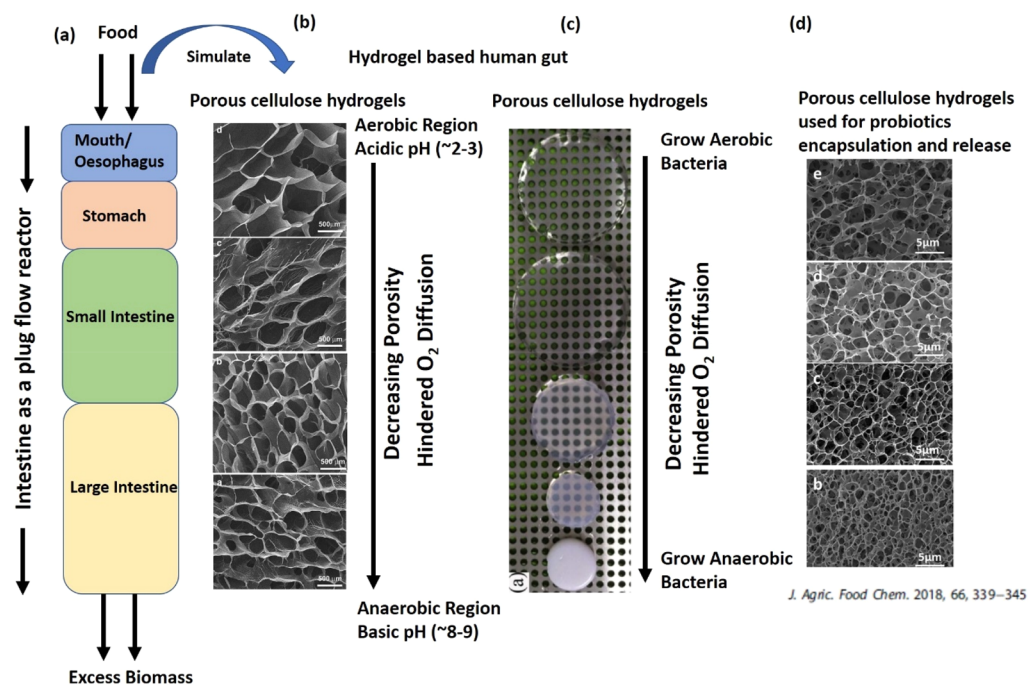 (a)
Food
Mouth/
Oesophagus
Stomach
Small Intestine
Large Intestine
Excess Biomass
Intestine as a plug flow reactor
Simulate
(b)
Hydrogel based human gut
Porous cellulose hydrogels
d
500μm
c
500μm
b
500 μm
a
500 μm
Aerobic Region
Acidic pH (~2-3)
Decreasing Porosity
Hindered O₂ Diffusion
Anaerobic Region
Basic pH (~8-9)
(c)
Porous cellulose hydrogels
(a)
Grow Aerobic
Bacteria
Decreasing Porosity
Hindered O₂ Diffusion
Grow Anaerobic
Bacteria
(d)
Porous cellulose hydrogels
used for probiotics
encapsulation and release
e
5μm
d
5μm
c
5μm
b
5μm
J. Agric. Food Chem. 2018, 66, 339−345